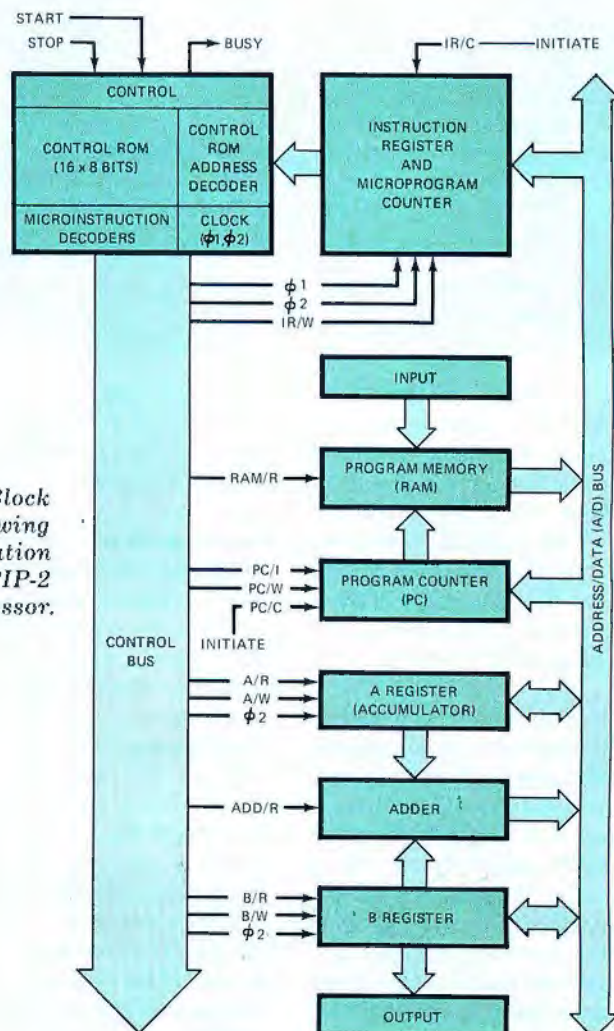 START
STOP
BUSY
IR/C
INITIATE
CONTROL
CONTROL ROM
(16 x 8 BITS)
CONTROL
ROM
ADDRESS
DECODER
MICROINSTRUCTION
DECODERS
CLOCK
(ϕ1,ϕ2)
INSTRUCTION
REGISTER
AND
MICROPROGRAM
COUNTER
ϕ1
ϕ2
IR/W
INPUT
RAM/R
PROGRAM MEMORY
(RAM)
PC/I
PC/W
PC/C
INITIATE
PROGRAM COUNTER
(PC)
lock
wing
ation
PIP-2
ssor.
CONTROL
BUS
ADDRESS/DATA (A/D) BUS
A/R
A/W
ϕ2
A REGISTER
(ACCUMULATOR)
ADD/R
ADDER
B/R
B/W
ϕ2
B REGISTER
OUTPUT